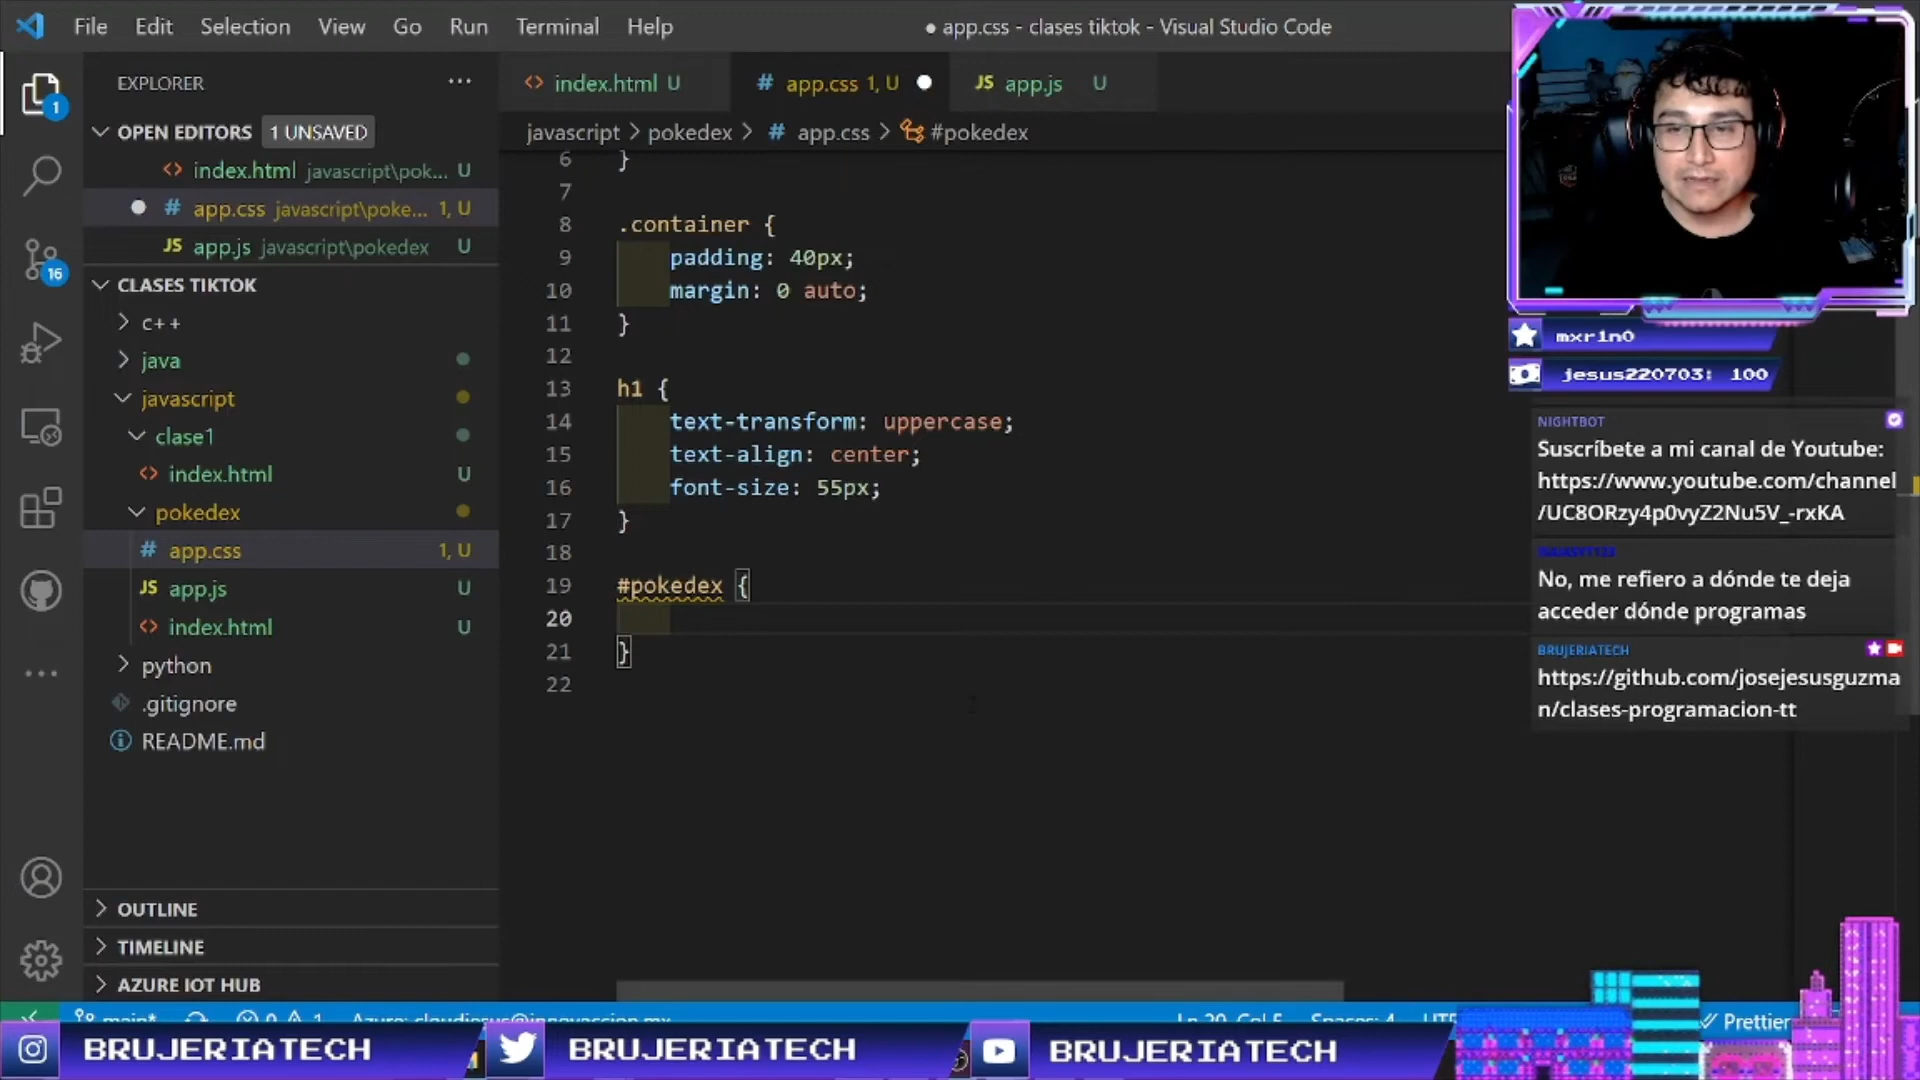 File Edit Selection View Go Run Terminal Help
● app.css - clases tiktok - Visual Studio Code
EXPLORER ...
OPEN EDITORS 1 UNSAVED
index.html javascript\pok... U
app.css javascript\poke... 1, U
app.js javascript\pokedex U
CLASES TIKTOK
c++
java
javascript
clase1
index.html U
pokedex
app.css 1, U
app.js U
index.html U
python
.gitignore
README.md
OUTLINE
TIMELINE
AZURE IOT HUB
1
16
index.html U
# app.css 1, U
JS app.js U
javascript > pokedex > # app.css > #pokedex
6 }
7
8 .container {
9 padding: 40px;
10 margin: 0 auto;
11 }
12
13 h1 {
14 text-transform: uppercase;
15 text-align: center;
16 font-size: 55px;
17 }
18
19 #pokedex {
20
21 }
22
mxr1n0
jesus220703: 100
NIGHTBOT
Suscríbete a mi canal de Youtube:
https://www.youtube.com/channel
/UC8ORzy4p0vyZ2Nu5V_-rxKA
No, me refiero a dónde te deja
acceder dónde programas
BRUJERIATECH
https://github.com/josejesusguzma
n/clases-programacion-tt
main* 0 1 Azure: cloudjesus@innovaccion.mx Ln 20, Col 5 Spaces: 4 Prettier
BRUJERIATECH BRUJERIATECH BRUJERIATECH